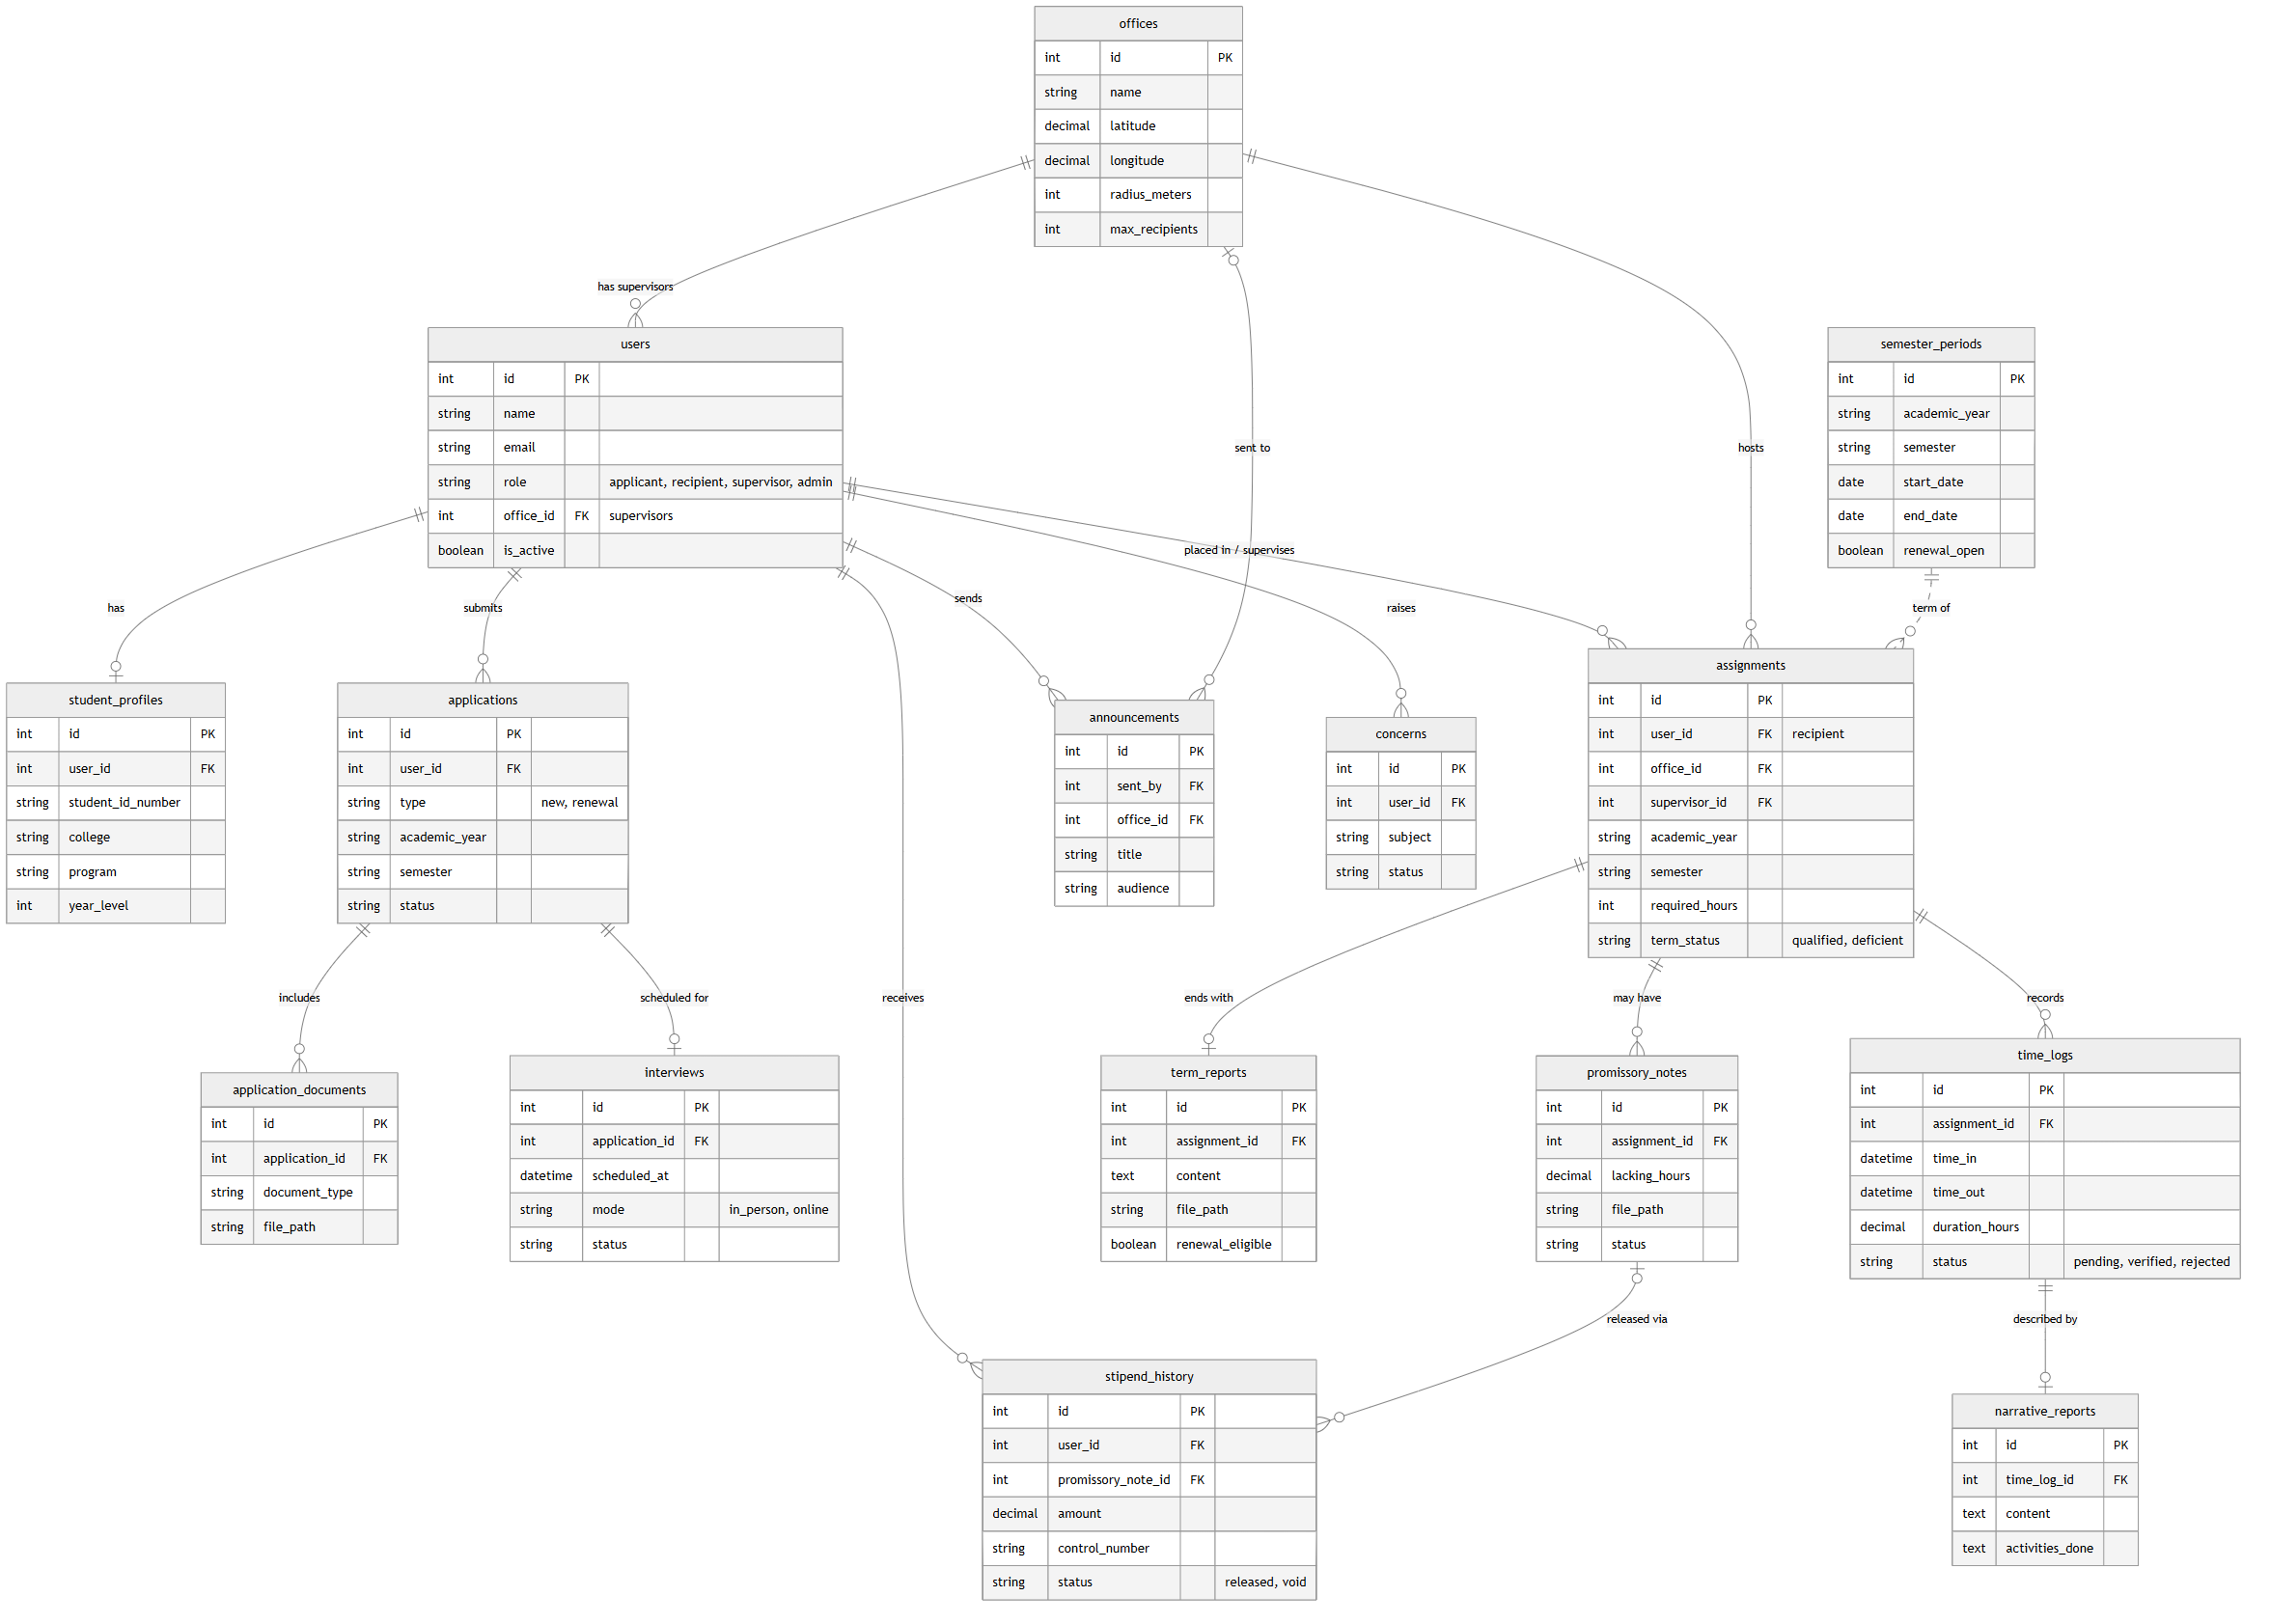 offices
int id PK
string name
decimal latitude
decimal longitude
int radius_meters
int max_recipients
has supervisors
sent to
hosts
users
int id PK
string name
string email
string role applicant, recipient, supervisor, admin
int office_id FK supervisors
boolean is_active
semester_periods
int id PK
string academic_year
string semester
date start_date
date end_date
boolean renewal_open
has
submits
sends
placed in / supervises
raises
term of
student_profiles
int id PK
int user_id FK
string student_id_number
string college
string program
int year_level
applications
int id PK
int user_id FK
string type new, renewal
string academic_year
string semester
string status
announcements
int id PK
int sent_by FK
int office_id FK
string title
string audience
concerns
int id PK
int user_id FK
string subject
string status
assignments
int id PK
int user_id FK recipient
int office_id FK
int supervisor_id FK
string academic_year
string semester
int required_hours
string term_status qualified, deficient
includes
scheduled for
receives
ends with
may have
records
application_documents
int id PK
int application_id FK
string document_type
string file_path
interviews
int id PK
int application_id FK
datetime scheduled_at
string mode in_person, online
string status
term_reports
int id PK
int assignment_id FK
text content
string file_path
boolean renewal_eligible
promissory_notes
int id PK
int assignment_id FK
decimal lacking_hours
string file_path
string status
time_logs
int id PK
int assignment_id FK
datetime time_in
datetime time_out
decimal duration_hours
string status pending, verified, rejected
released via
described by
stipend_history
int id PK
int user_id FK
int promissory_note_id FK
decimal amount
string control_number
string status released, void
narrative_reports
int id PK
int time_log_id FK
text content
text activities_done